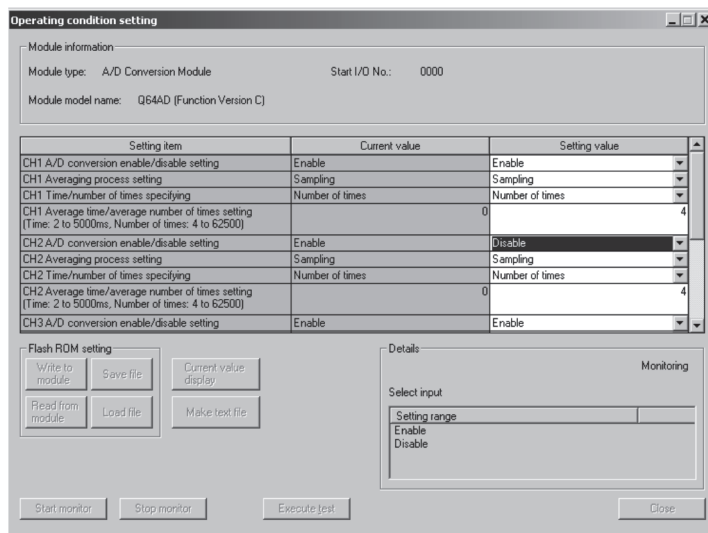 Operating condition setting
Module information
Module type: A/D Conversion Module Start I/O No.: 0000
Module model name: Q64AD (Function Version C)
Setting item Current value Setting value
CH1 A/D conversion enable/disable setting Enable Enable
CH1 Averaging process setting Sampling Sampling
CH1 Time/number of times specifying Number of times Number of times
CH1 Average time/average number of times setting
(Time: 2 to 5000ms, Number of times: 4 to 62500) 0 4
CH2 A/D conversion enable/disable setting Enable Disable
CH2 Averaging process setting Sampling Sampling
CH2 Time/number of times specifying Number of times Number of times
CH2 Average time/average number of times setting
(Time: 2 to 5000ms, Number of times: 4 to 62500) 0 4
CH3 A/D conversion enable/disable setting Enable Enable
Flash ROM setting
Write to
module
Save file
Current value
display
Read from
module
Load file
Make text file
Details
Monitoring
Select input
Setting range
Enable
Disable
Start monitor Stop monitor Execute test Close